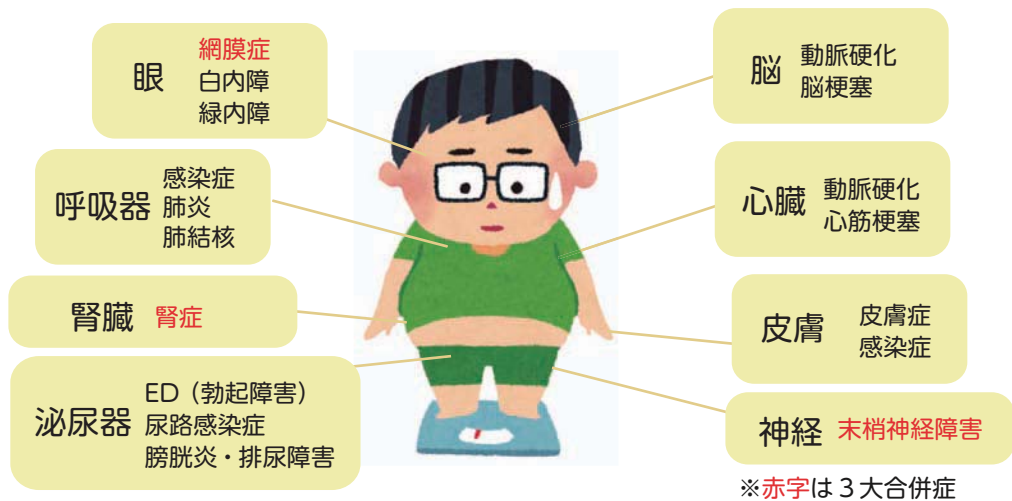 眼
網膜症
白内障
緑内障
呼吸器
感染症
肺炎
肺結核
腎臓 腎症
泌尿器
ED（勃起障害）
尿路感染症
膀胱炎・排尿障害
脳
動脈硬化
脳梗塞
心臓
動脈硬化
心筋梗塞
皮膚
皮膚症
感染症
神経 末梢神経障害
※赤字は３大合併症